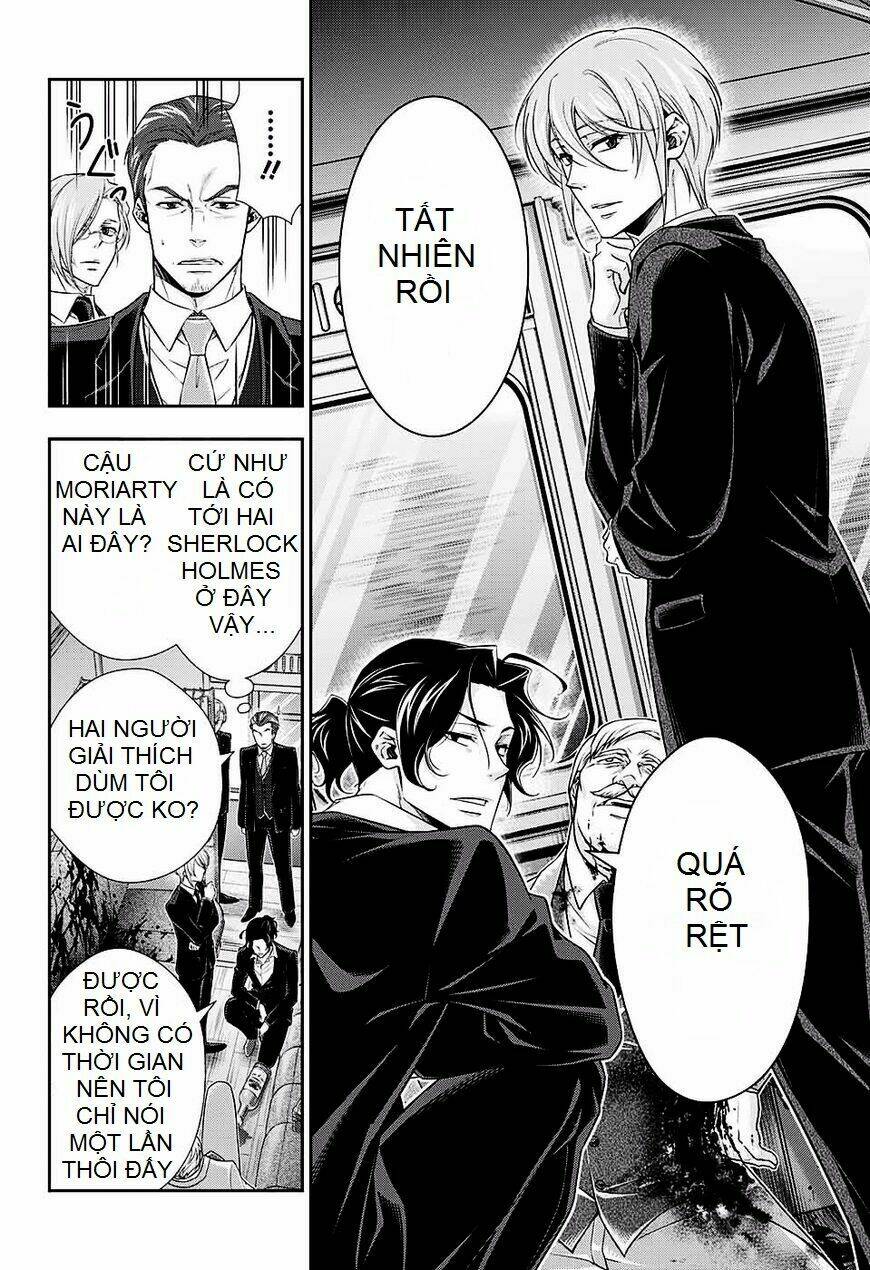 TẤT
NHIÊN
RỒI
QUÁ
RÕ
RỆT
CỨ NHƯ
LÀ CÓ
TỚI HAI
SHERLOCK
HOLMES
Ở ĐÂY
VẬY...
CẬU
MORIARTY
NÀY LÀ
AI ĐÂY?
HAI NGƯỜI
GIẢI THÍCH
DÙM TÔI
ĐƯỢC KO?
ĐƯỢC
RỒI, VÌ
KHÔNG CÓ
THỜI GIAN
NÊN TÔI
CHỈ NÓI
MỘT LẦN
THÔI ĐẤY